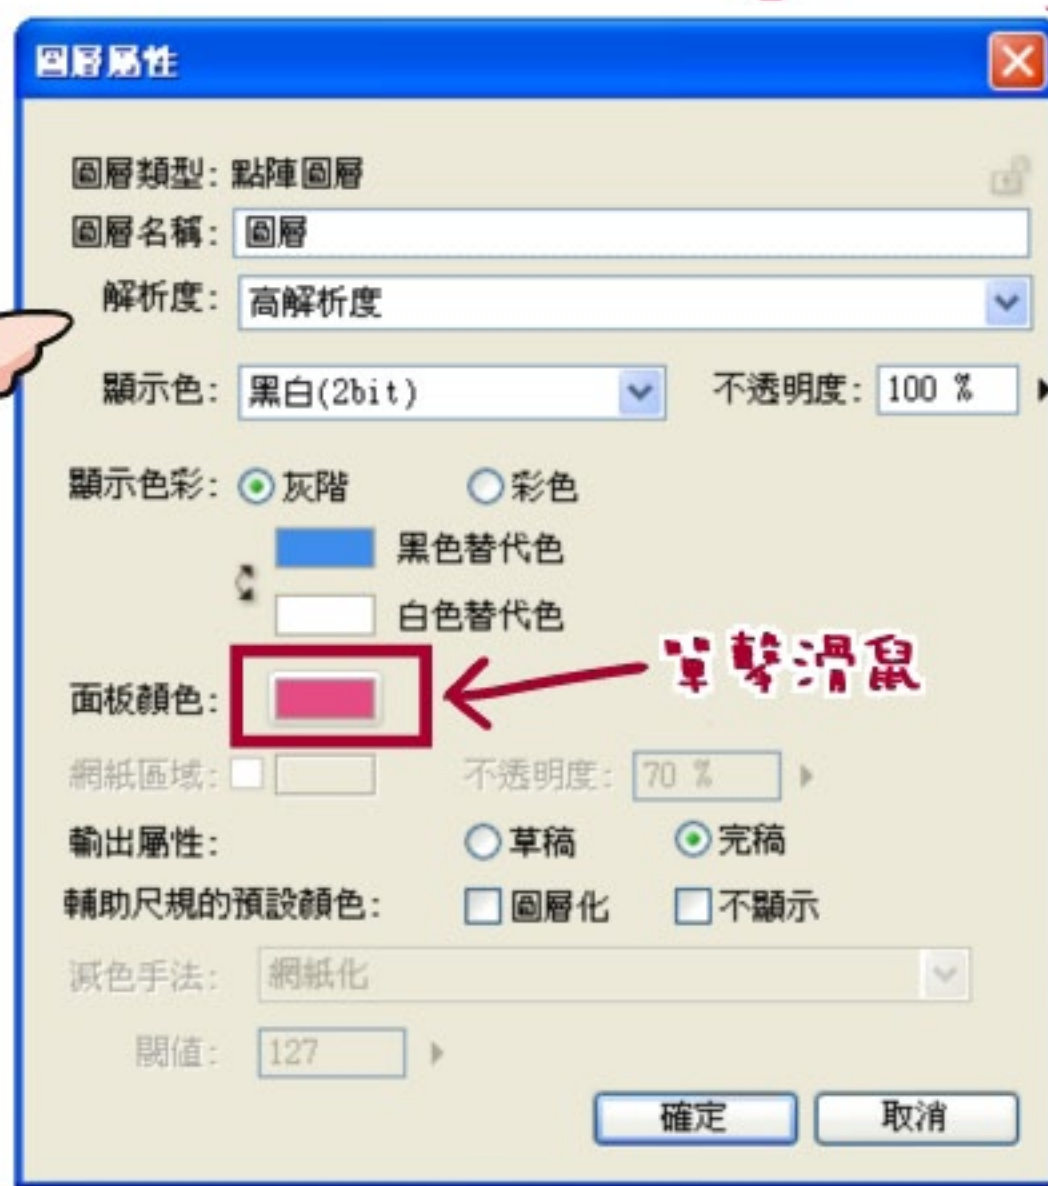 圖層屬性
圖層類型: 點陣圖層
圖層名稱: 圖層
解析度: 高解析度
顯示色: 黑白(2bit) 不透明度: 100 %
顯示色彩: 灰階 彩色
黑色替代色
白色替代色
單擊滑鼠
面板顏色:
網紙區域: 不透明度: 70 %
輸出屬性: 草稿 完稿
輔助尺規的預設顏色: 圖層化 不顯示
減色手法: 網紙化
閾值: 127
確定 取消